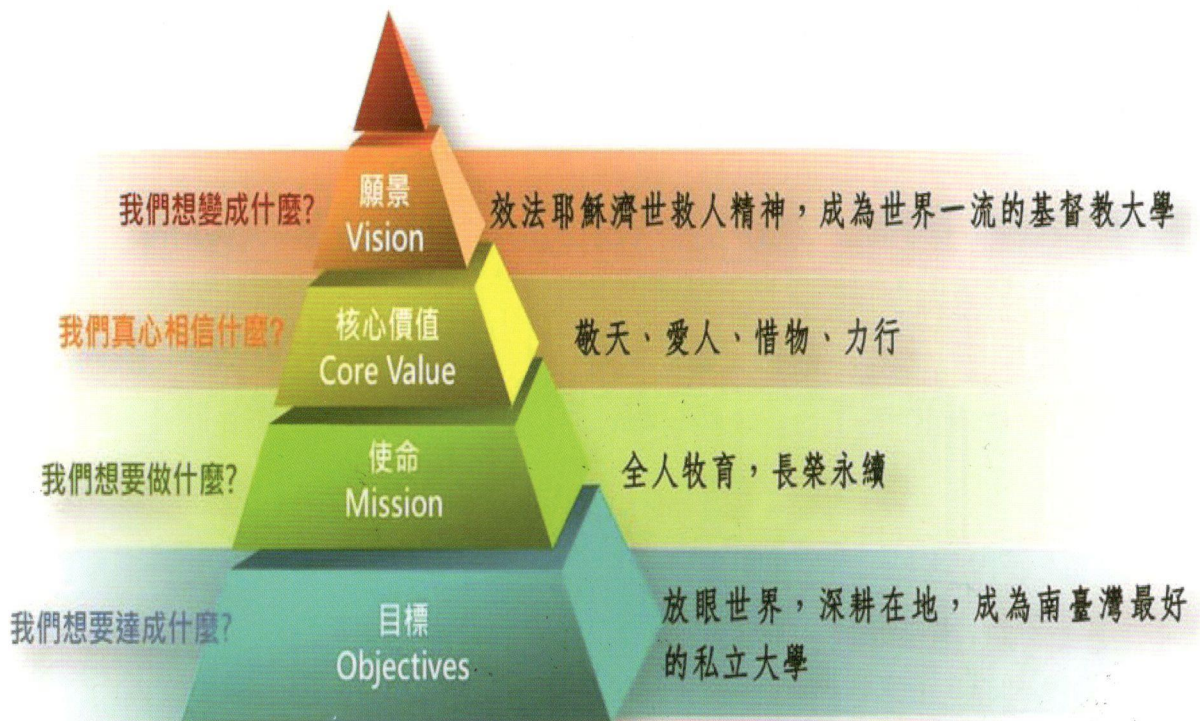 我們想變成什麼?
願景
Vision
效法耶穌濟世救人精神，成為世界一流的基督教大學
我們真心相信什麼?
核心價值
Core Value
敬天、愛人、惜物、力行
我們想要做什麼?
使命
Mission
全人牧育，長榮永續
我們想要達成什麼?
目標
Objectives
放眼世界，深耕在地，成為南臺灣最好
的私立大學